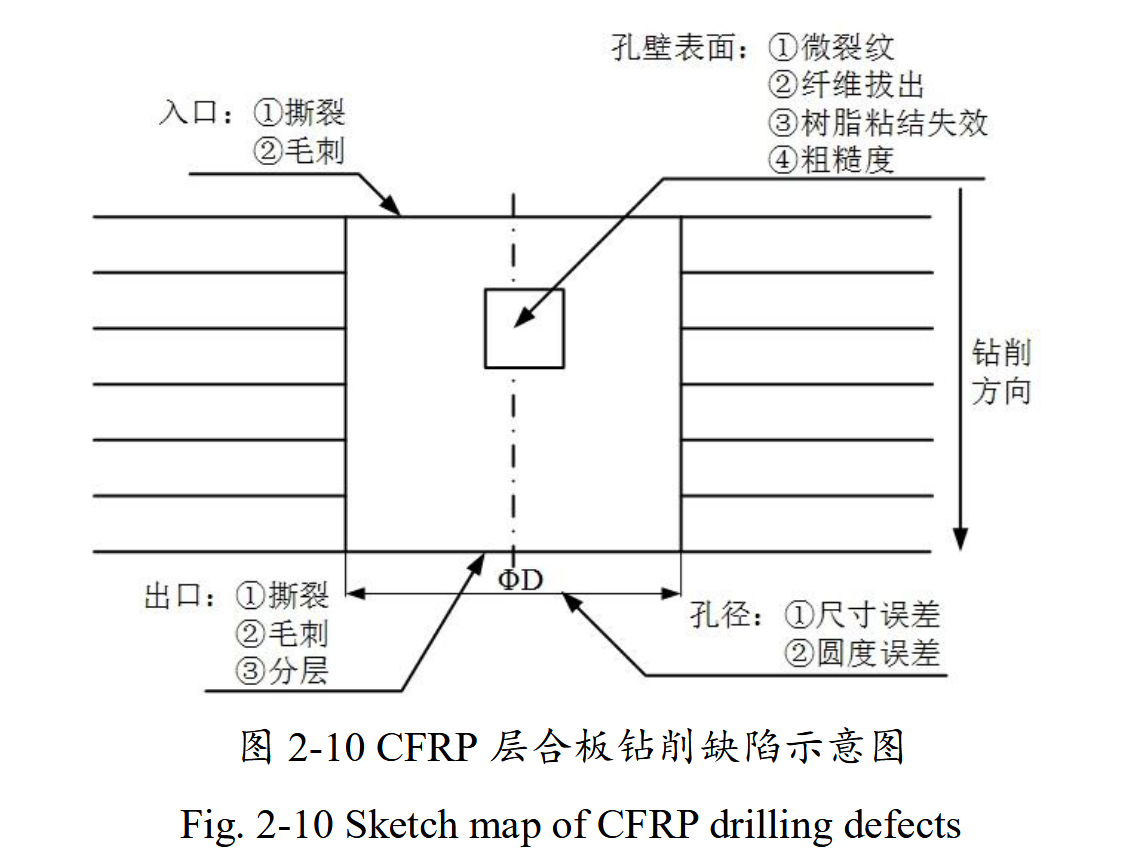 孔壁表面：①微裂纹
②纤维拔出
③树脂粘结失效
④粗糙度
入口：①撕裂
②毛刺
钻削
方向
ΦD
出口：①撕裂
②毛刺
③分层
孔径：①尺寸误差
②圆度误差
图 2-10 CFRP 层合板钻削缺陷示意图
Fig. 2-10 Sketch map of CFRP drilling defects